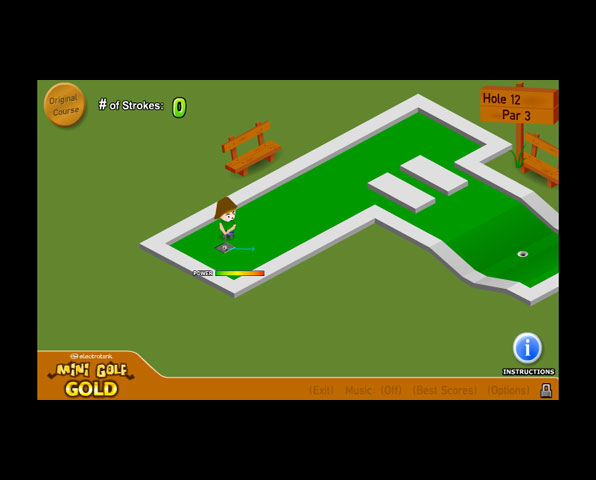 Original
Course
# of Strokes: 0
Hole 12
Par 3
POWER
INSTRUCTIONS
electrotank
MINI GOLF
GOLD
(Exit) Music: (Off) (Best Scores) (Options)